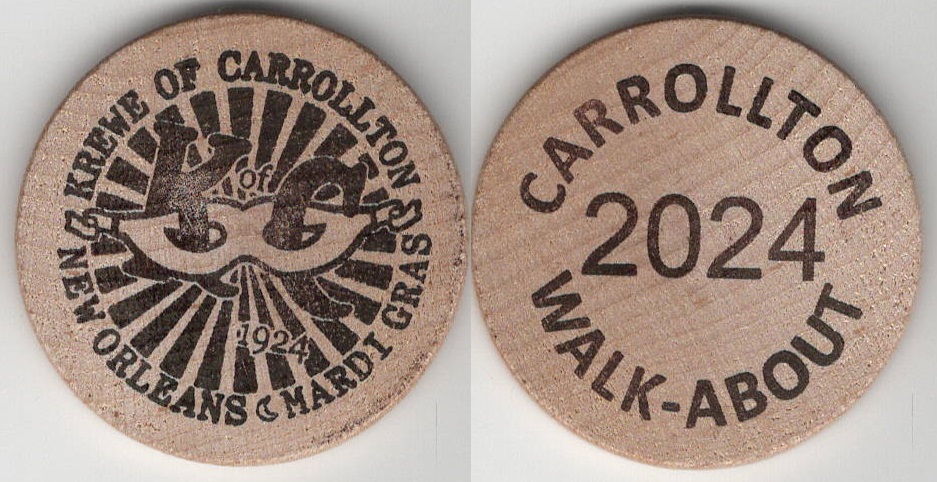 KREWE OF CARROLLTON
K of C
1924
NEW ORLEANS MARDI GRAS
CARROLLTON
2024
WALK-ABOUT